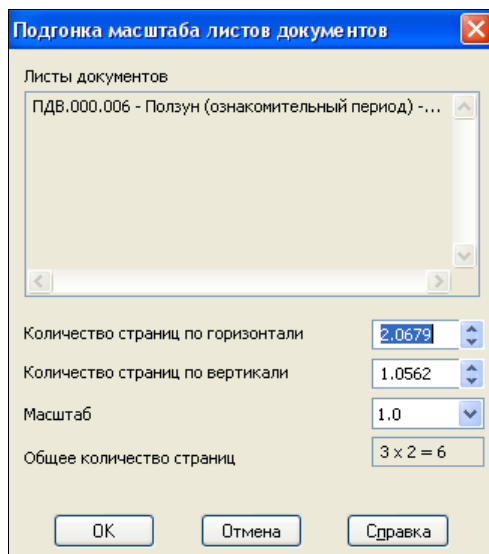 Подгонка масштаба листов документов
Листы документов
ПДВ.000.006 - Ползун (ознакомительный период) -...
Количество страниц по горизонтали 2.0679
Количество страниц по вертикали 1.0562
Масштаб 1.0
Общее количество страниц 3 x 2 = 6
OK Отмена Справка